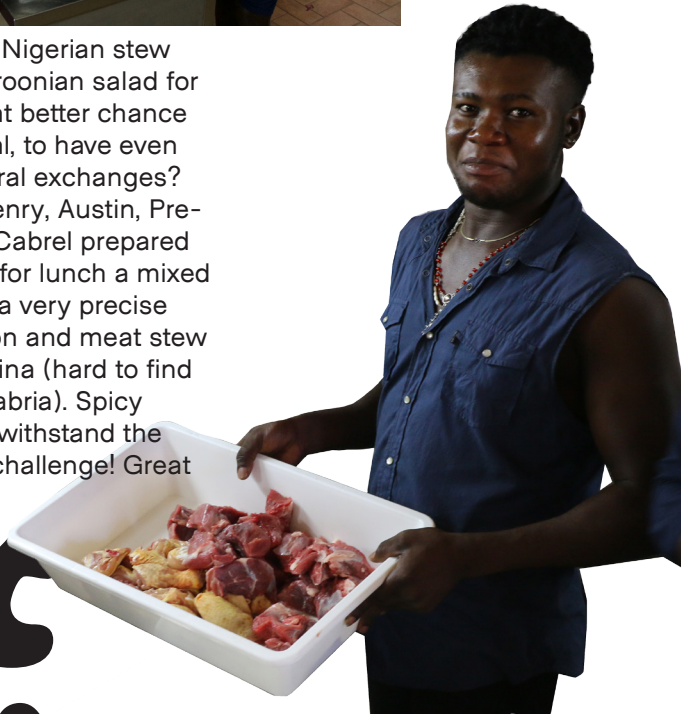 Nigerian stew
roonian salad for
at better chance
al, to have even
ral exchanges?
enry, Austin, Pre-
Cabrel prepared
for lunch a mixed
a very precise
on and meat stew
ina (hard to find
abria). Spicy
withstand the
challenge! Great